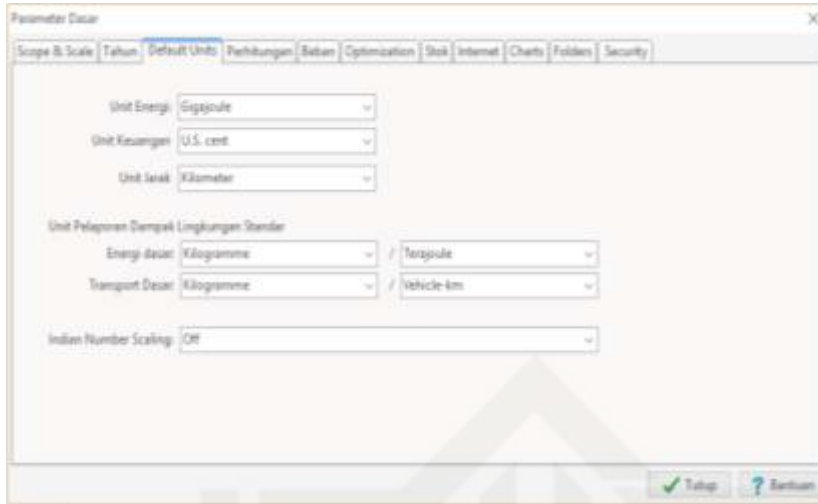 Parameter Dasar
Scope & Scale Tahun Default Units Perhitungan Beban Optimization Stok Internet Charts Folders Security
Unit Energi: Gigajoule
Unit Keuangan: U.S. cent
Unit Jarak: Kilometer
Unit Pelaporan Dampak Lingkungan Standar
Energi dasar: Kilogramme / Terajoule
Transport Dasar: Kilogramme / Vehicle-km
Indian Number Scaling: Off
Tutup ? Bantuan